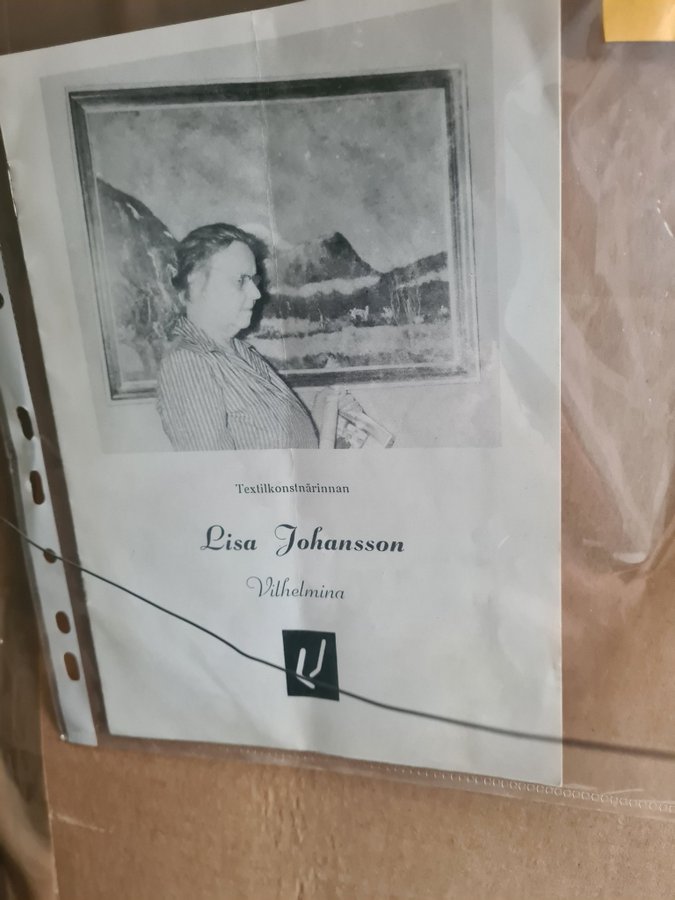 Textilkonstnärinnan
Lisa Johansson
Vilhelmina